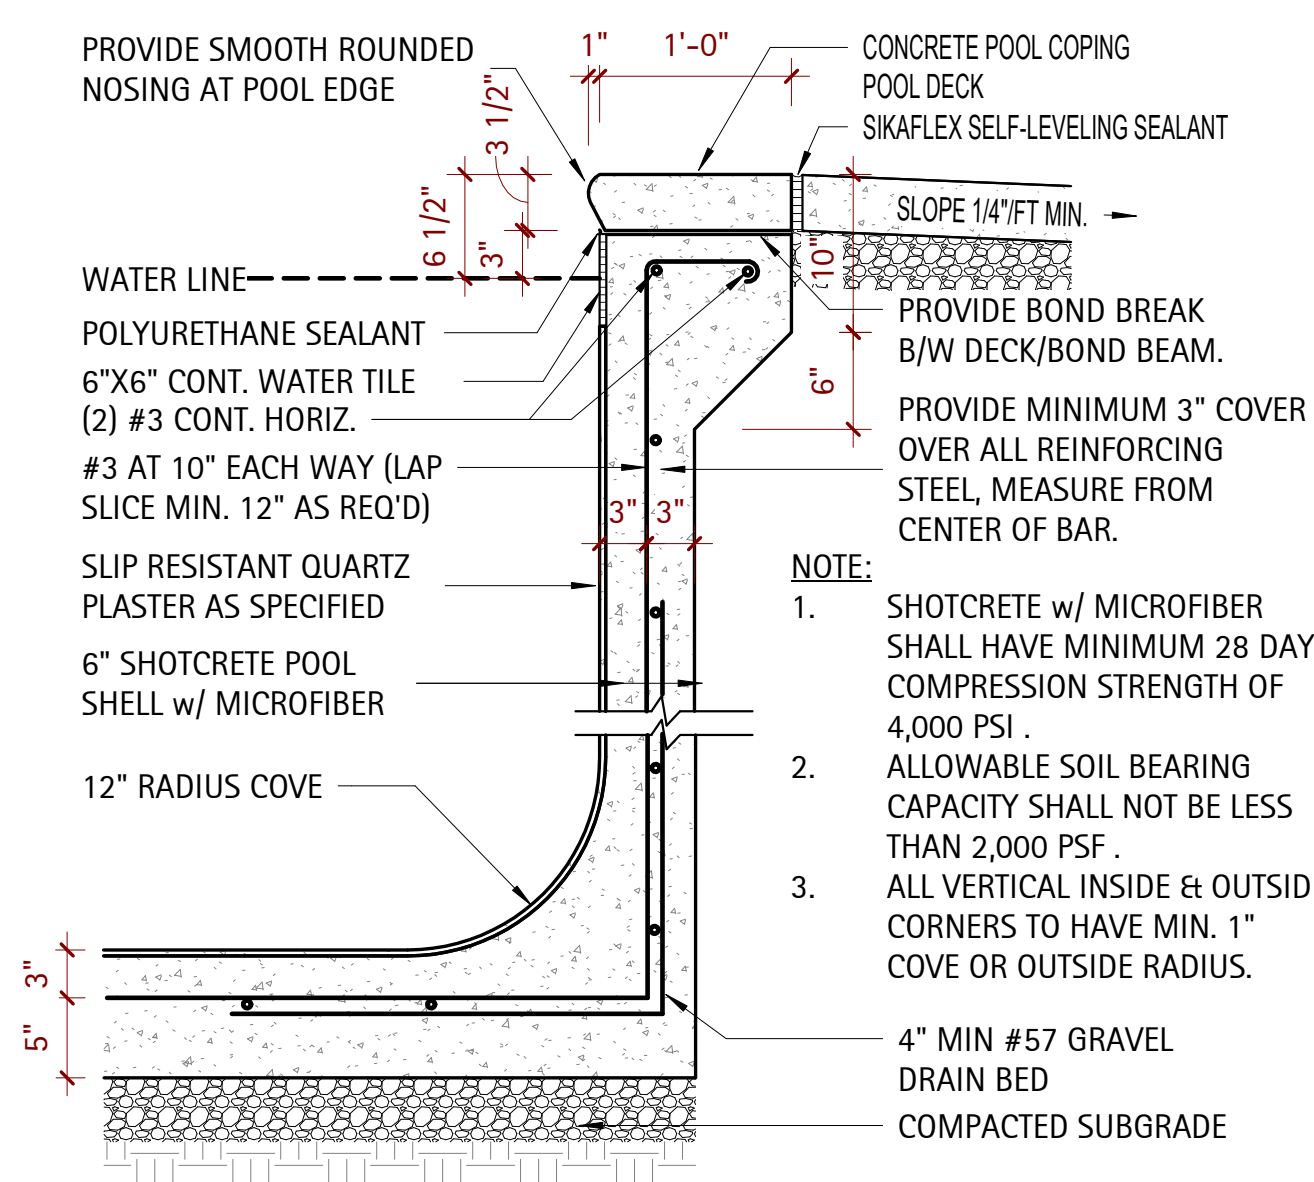 PROVIDE SMOOTH ROUNDED
NOSING AT POOL EDGE
1"
1'-0"
CONCRETE POOL COPING
POOL DECK
SIKAFLEX SELF-LEVELING SEALANT
3 1/2"
6 1/2"
3"
SLOPE 1/4"/FT MIN.
10"
6"
WATER LINE
POLYURETHANE SEALANT
6"X6" CONT. WATER TILE
(2) #3 CONT. HORIZ.
#3 AT 10" EACH WAY (LAP
SLICE MIN. 12" AS REQ'D)
SLIP RESISTANT QUARTZ
PLASTER AS SPECIFIED
6" SHOTCRETE POOL
SHELL w/ MICROFIBER
12" RADIUS COVE
3"
3"
3"
5"
PROVIDE BOND BREAK
B/W DECK/BOND BEAM.
PROVIDE MINIMUM 3" COVER
OVER ALL REINFORCING
STEEL, MEASURE FROM
CENTER OF BAR.
NOTE:
1. SHOTCRETE w/ MICROFIBER
SHALL HAVE MINIMUM 28 DAY
COMPRESSION STRENGTH OF
4,000 PSI .
2. ALLOWABLE SOIL BEARING
CAPACITY SHALL NOT BE LESS
THAN 2,000 PSF .
3. ALL VERTICAL INSIDE & OUTSID
CORNERS TO HAVE MIN. 1"
COVE OR OUTSIDE RADIUS.
4" MIN #57 GRAVEL
DRAIN BED
COMPACTED SUBGRADE